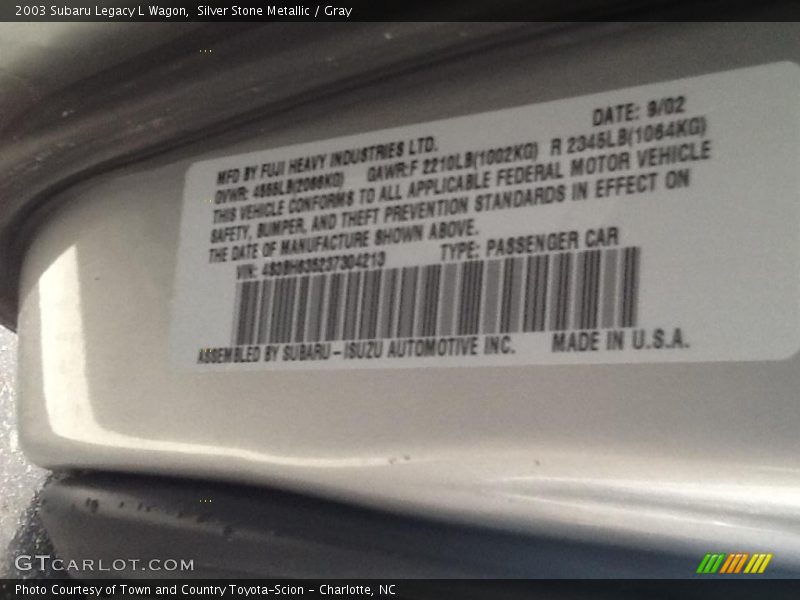 2003 Subaru Legacy L Wagon, Silver Stone Metallic / Gray
DATE: 9/02
MFD BY FUJI HEAVY INDUSTRIES LTD.
GVWR: 4555LB(2066KG) GAWR:F 2210LB(1002KG) R 2345LB(1064KG)
THIS VEHICLE CONFORMS TO ALL APPLICABLE FEDERAL MOTOR VEHICLE
SAFETY, BUMPER, AND THEFT PREVENTION STANDARDS IN EFFECT ON
THE DATE OF MANUFACTURE SHOWN ABOVE.
VIN: 4S3BH635237304213 TYPE: PASSENGER CAR
ASSEMBLED BY SUBARU-ISUZU AUTOMOTIVE INC. MADE IN U.S.A.
GTCARLOT.COM
Photo Courtesy of Town and Country Toyota-Scion - Charlotte, NC